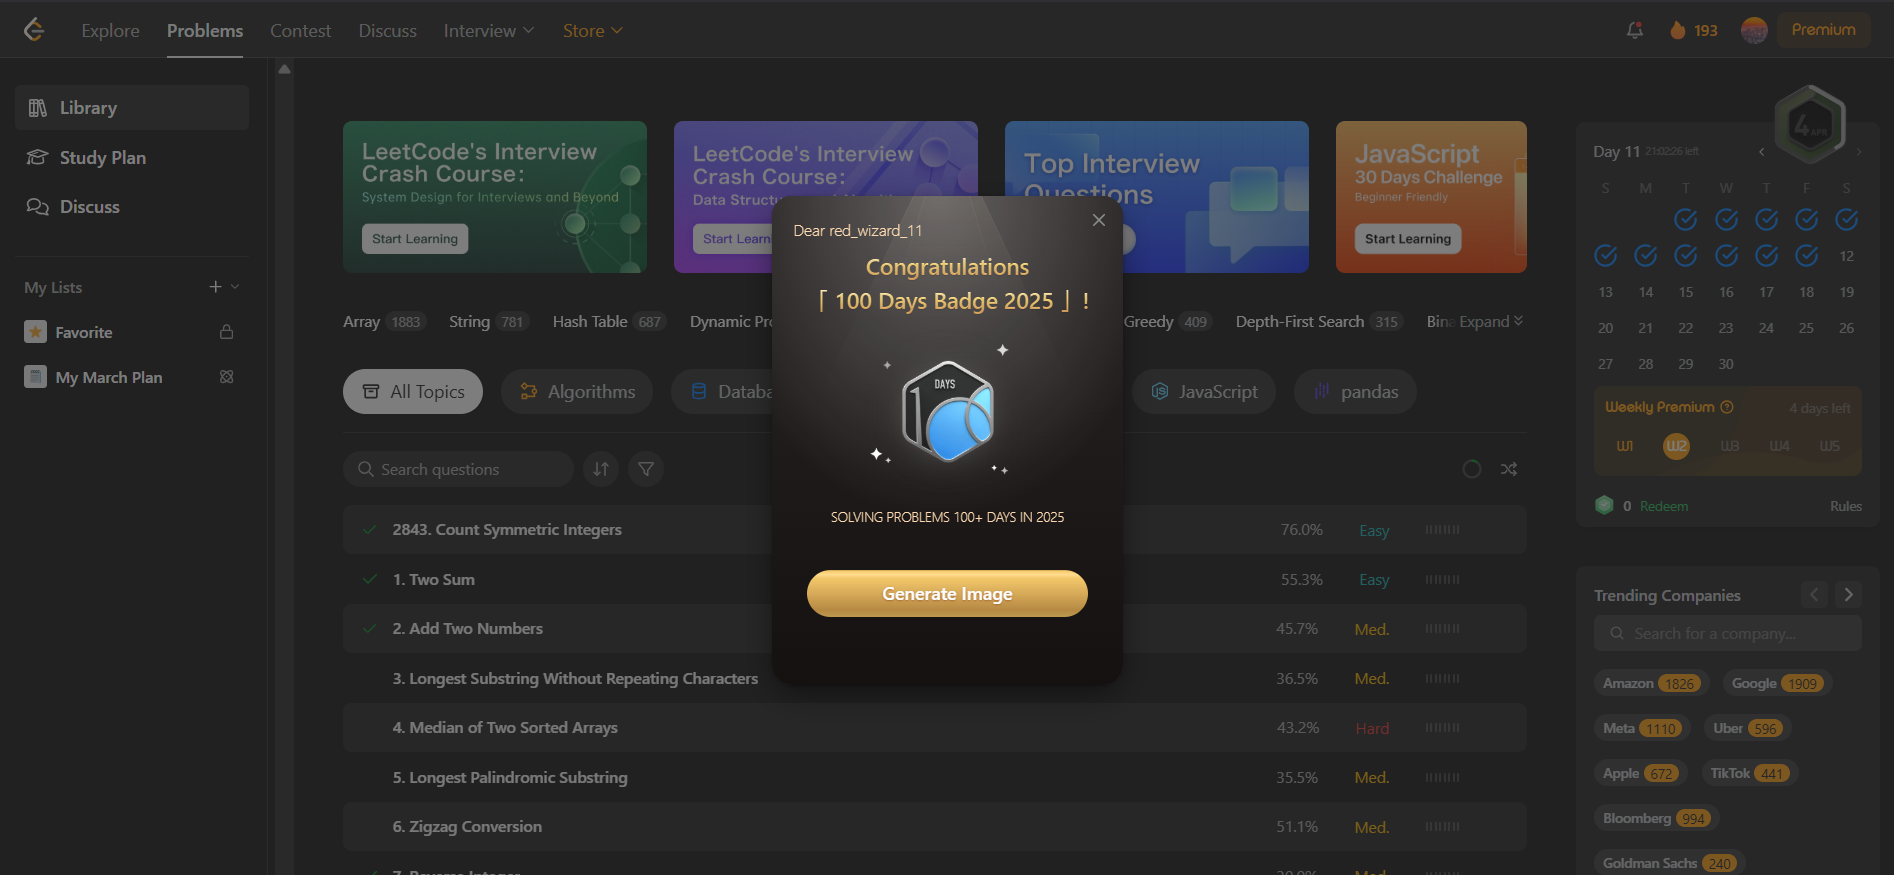 Explore Problems Contest Discuss Interview Store 193 Premium
Library
Study Plan
Discuss
My Lists
Favorite
My March Plan
LeetCode's Interview
Crash Course:
System Design for Interviews and Beyond
Start Learning
LeetCode's Interview
Crash Course:
Start
Top Interview
Questions
JavaScript
30 Days Challenge
Beginner Friendly
Start Learning
Array 1883 String 781 Hash Table 687 Greedy 409 Depth-First Search 315 Expand
All Topics Algorithms JavaScript pandas
Search questions
2843. Count Symmetric Integers 76.0% Easy
1. Two Sum 55.3% Easy
2. Add Two Numbers 45.7% Med.
3. Longest Substring Without Repeating Characters 36.5% Med.
4. Median of Two Sorted Arrays 43.2% Hard
5. Longest Palindromic Substring 35.5% Med.
6. Zigzag Conversion 51.1% Med.
Dear red_wizard_11
Congratulations
「 100 Days Badge 2025 」 !
DAYS
SOLVING PROBLEMS 100+ DAYS IN 2025
Generate Image
4 APR
Day 11 21:02:26 left
S M T W T F S
12
13 14 15 16 17 18 19
20 21 22 23 24 25 26
27 28 29 30
Weekly Premium 4 days left
W1 W2 W3 W4 W5
0 Redeem Rules
Trending Companies
Search for a company...
Amazon 1826 Google 1909
Meta 1110 Uber 596
Apple 672 TikTok 441
Bloomberg 994
Goldman Sachs 240